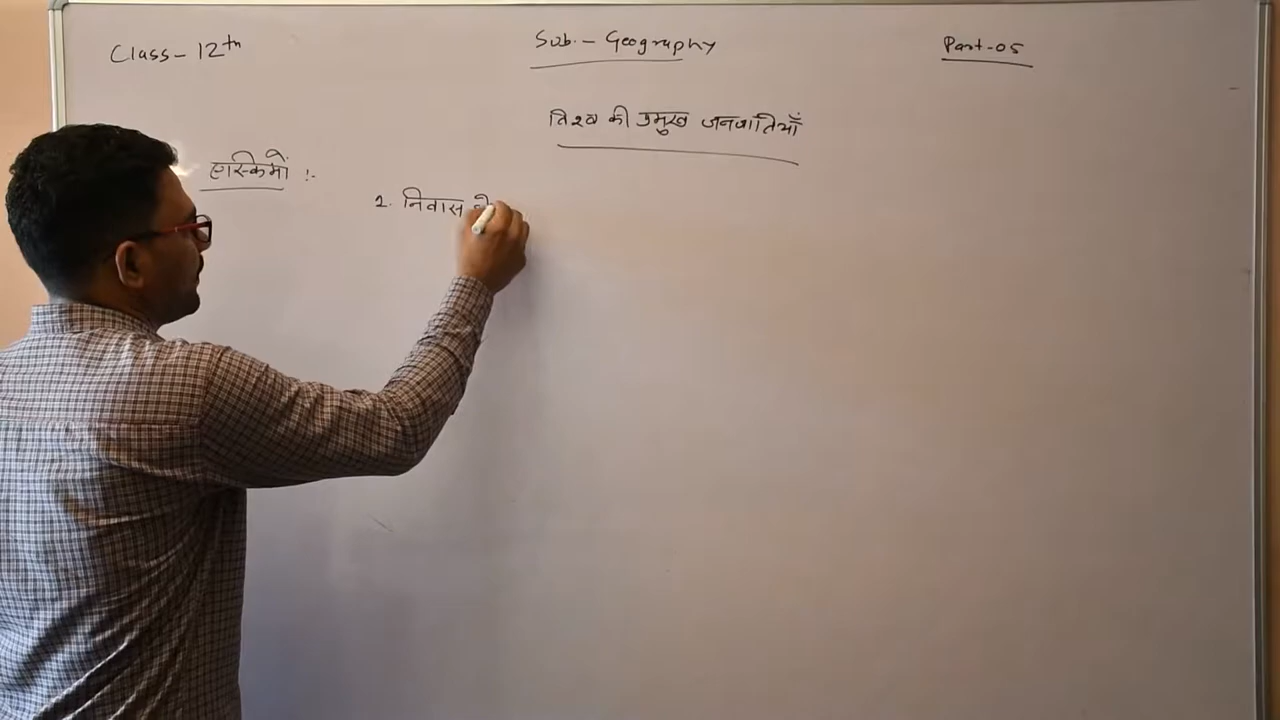 Class- 12th
Sub.- Geography
Part-05
विश्व की प्रमुख जनजातियाँ
एस्किमों :-
1. निवास